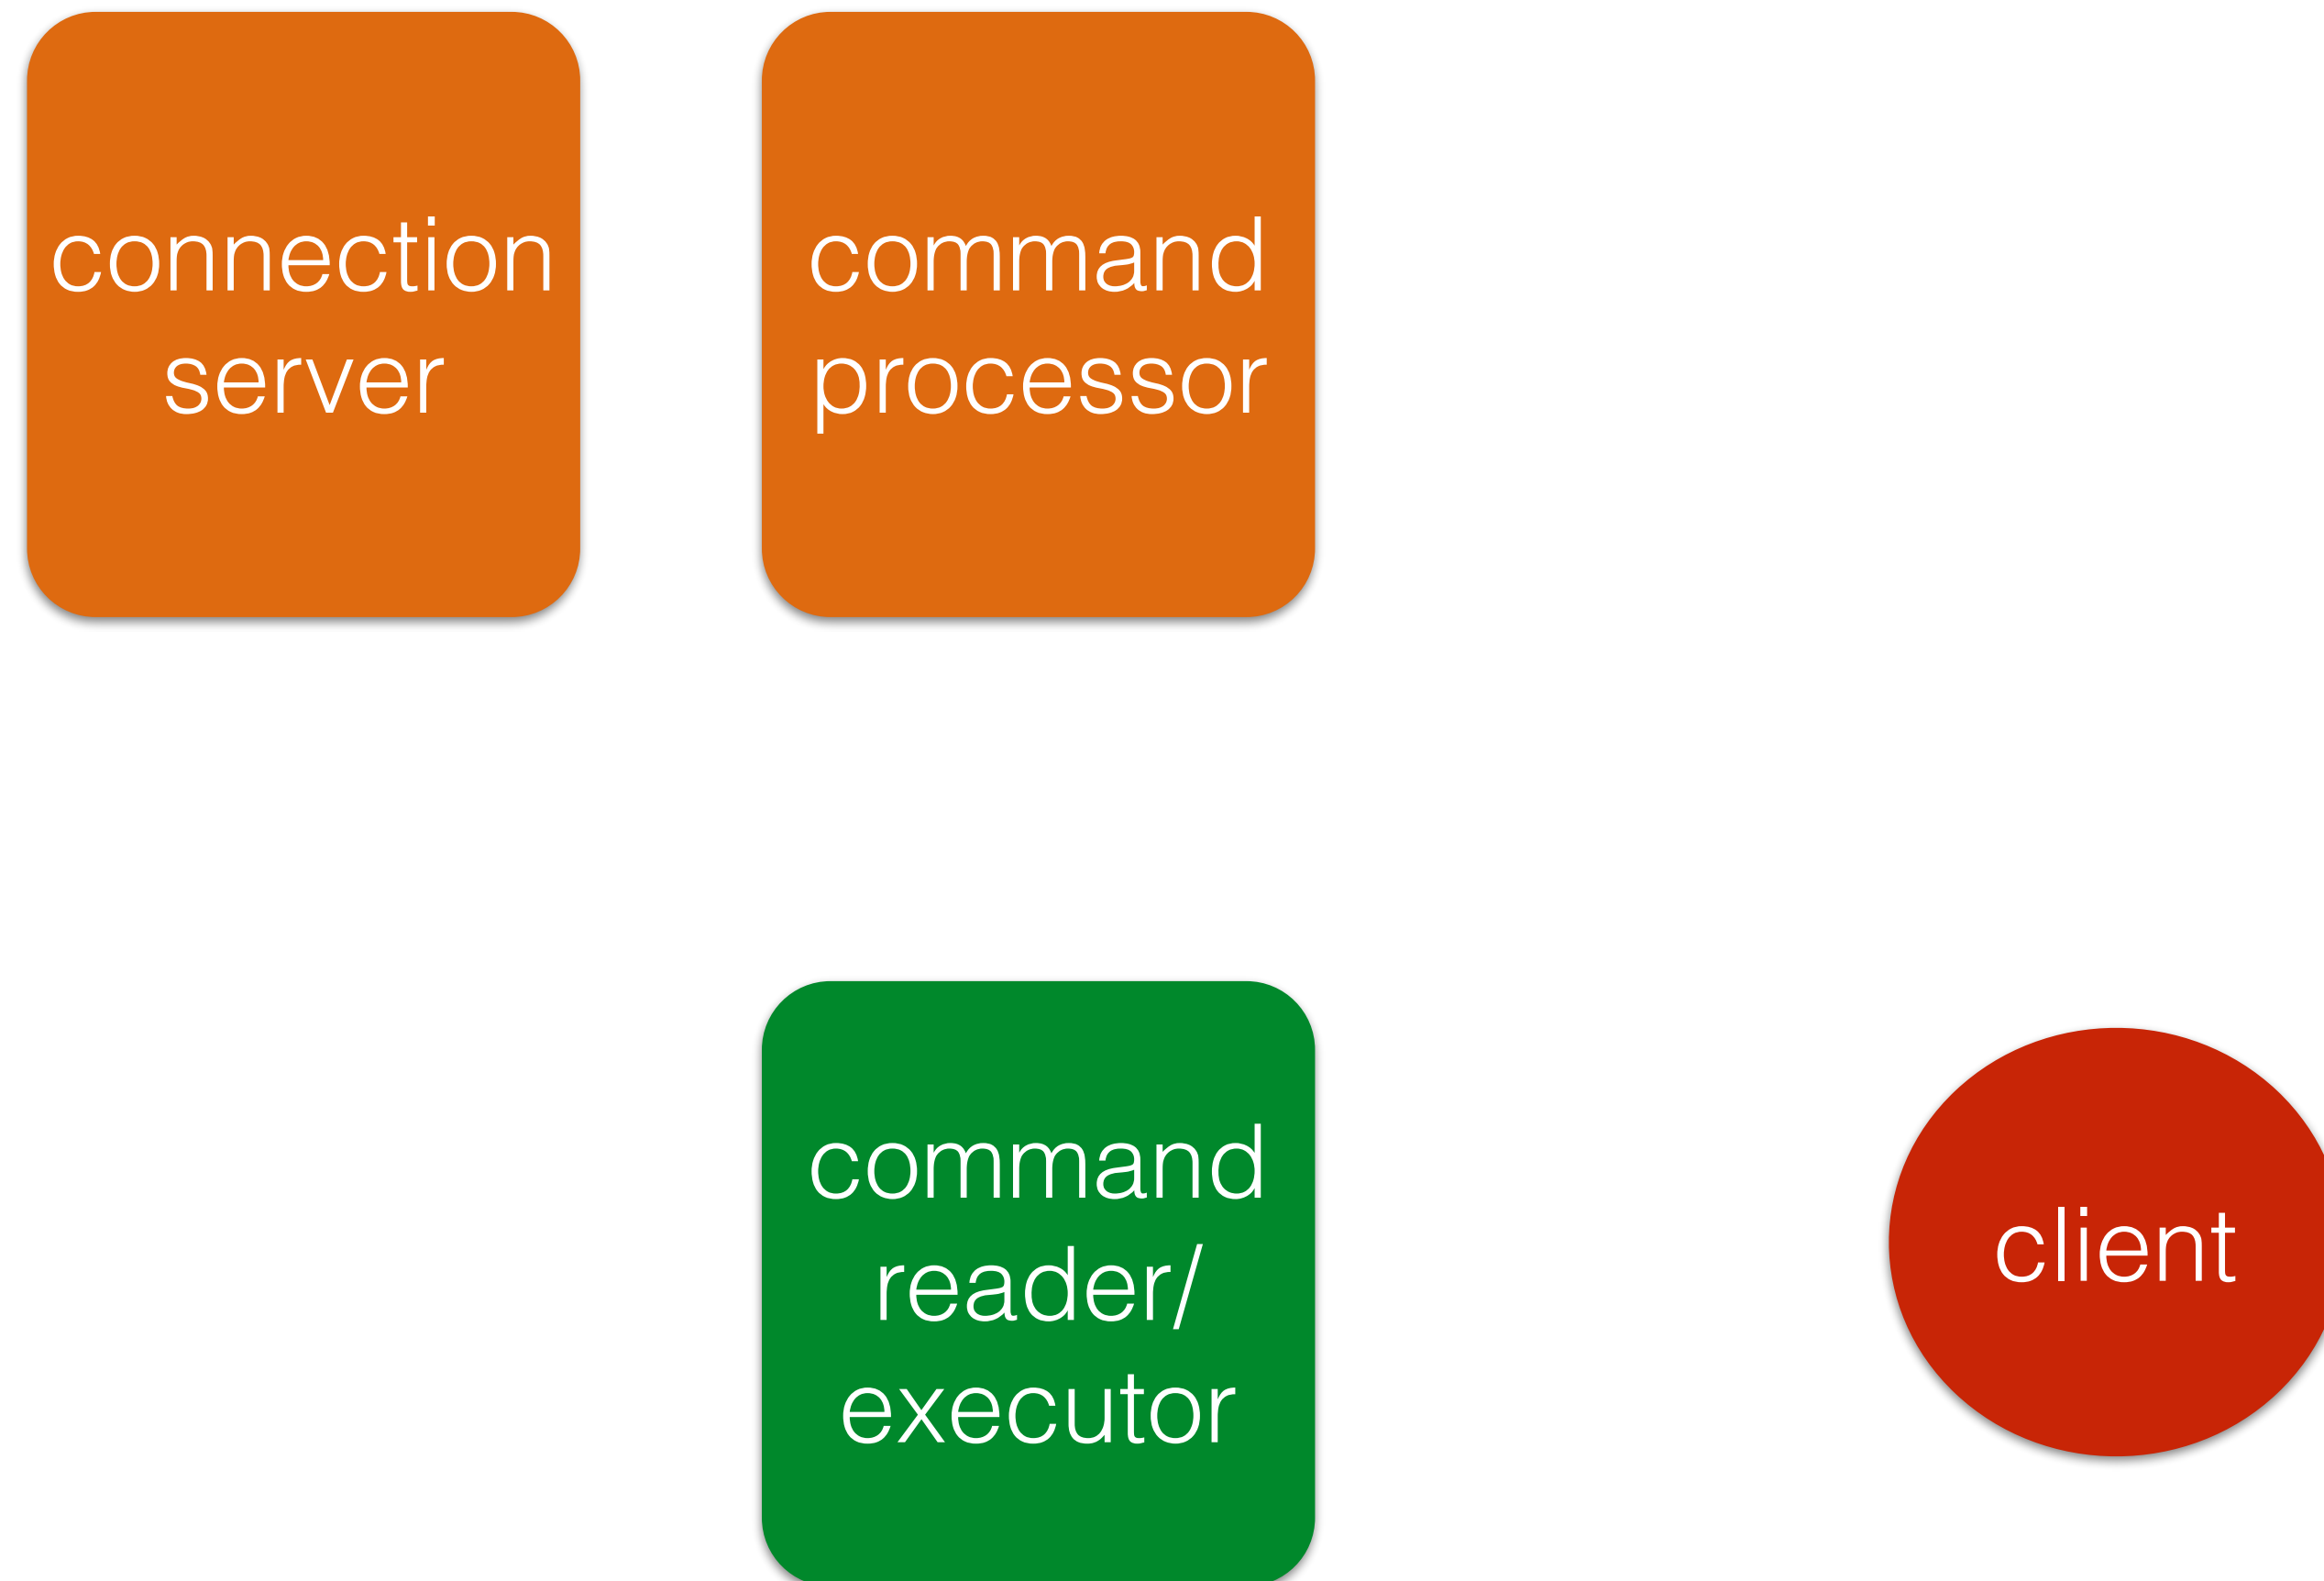 connection
server
command
processor
command
reader/
executor
client